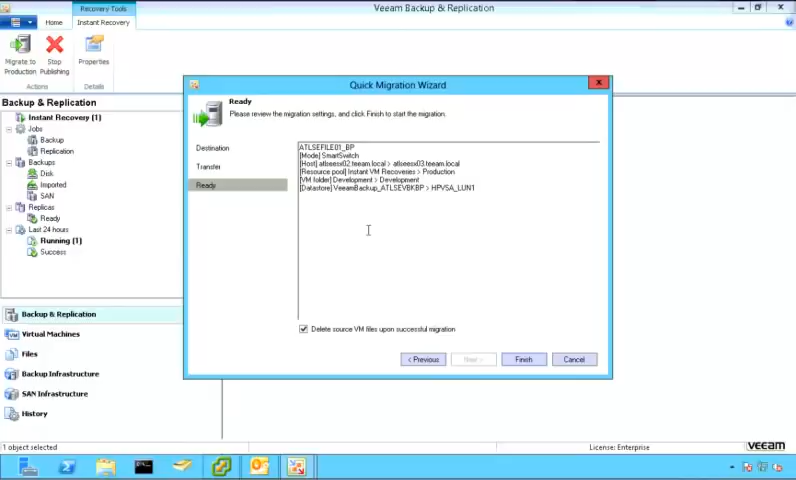 Recovery Tools
Veeam Backup & Replication
Home
Instant Recovery
Migrate to Production
Stop Publishing
Properties
Actions
Details
Backup & Replication
Instant Recovery (1)
Jobs
Backup
Replication
Backups
Disk
Imported
SAN
Replicas
Ready
Last 24 hours
Running (1)
Success
Backup & Replication
Virtual Machines
Files
Backup Infrastructure
SAN Infrastructure
History
Quick Migration Wizard
Ready
Please review the migration settings, and click Finish to start the migration.
Destination
Transfer
Ready
ATLSEFILE01_BP
[Mode] SmartSwitch
[Host] atlseesx02.teeam.local > atlseesx03.teeam.local
[Resource pool] Instant VM Recoveries > Production
[VM folder] Development > Development
[Datastore] VeeamBackup_ATLSEVBKBP > HPVSA_LUN1
Delete source VM files upon successful migration
< Previous
Next >
Finish
Cancel
1 object selected
License: Enterprise
veeam